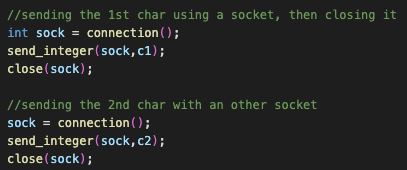 //sending the 1st char using a socket, then closing it
int sock = connection();
send_integer(sock,c1);
close(sock);
//sending the 2nd char with an other socket
sock = connection();
send_integer(sock,c2);
close(sock);